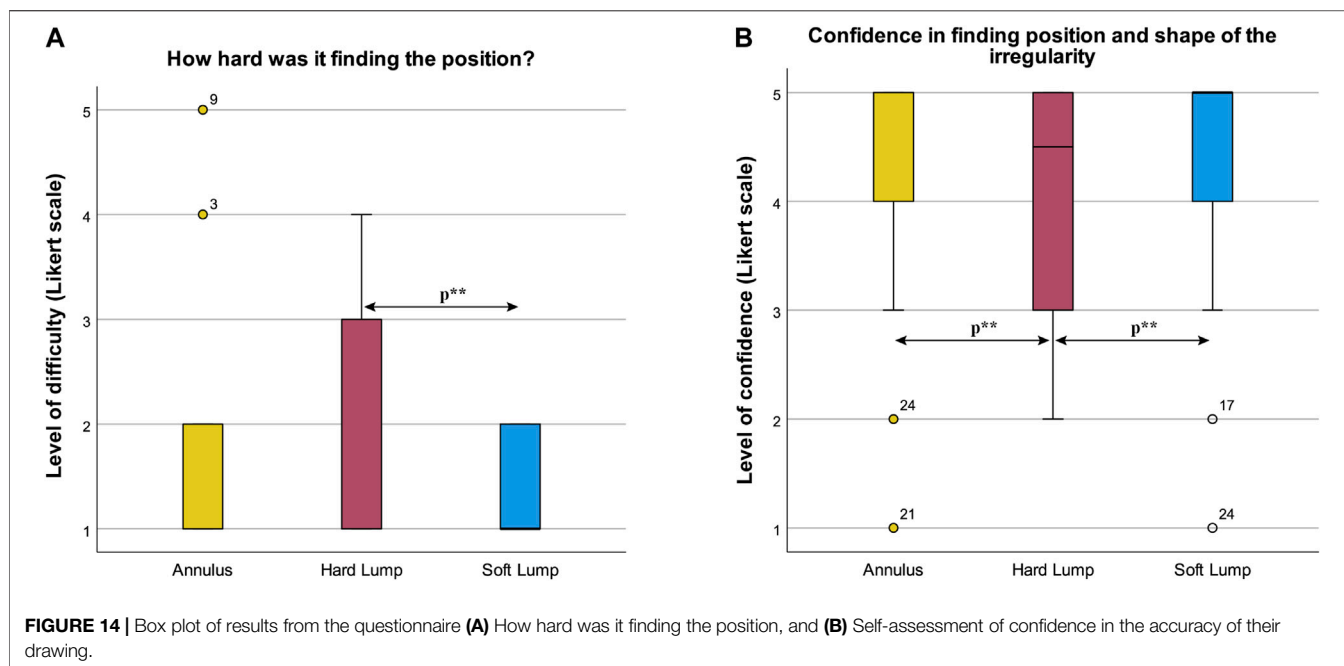 A
How hard was it finding the position?
Level of difficulty (Likert scale)
5
4
3
2
1
9
3
p**
Annulus
Hard Lump
Soft Lump
B
Confidence in finding position and shape of the
irregularity
Level of confidence (Likert scale)
5
4
3
2
1
p**
p**
24
17
21
24
Annulus
Hard Lump
Soft Lump
FIGURE 14 | Box plot of results from the questionnaire (A) How hard was it finding the position, and (B) Self-assessment of confidence in the accuracy of their
drawing.